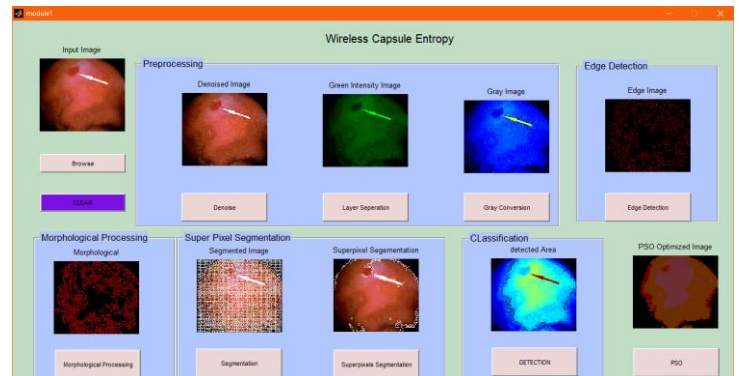 module1
Wireless Capsule Entropy
Input Image
Browse
CLEAR
Preprocessing
Denoised Image
Green Intensity Image
Gray Image
Denoise
Layer Seperation
Gray Conversion
Edge Detection
Edge Image
Edge Detection
Morphological Processing
Morphological
Morphological Processing
Super Pixel Segmentation
Segmented Image
Superpixel Segermentation
Segmentation
Superpixels Segmentation
CLassification
detected Area
DETECTION
PSO Optimized Image
PSO